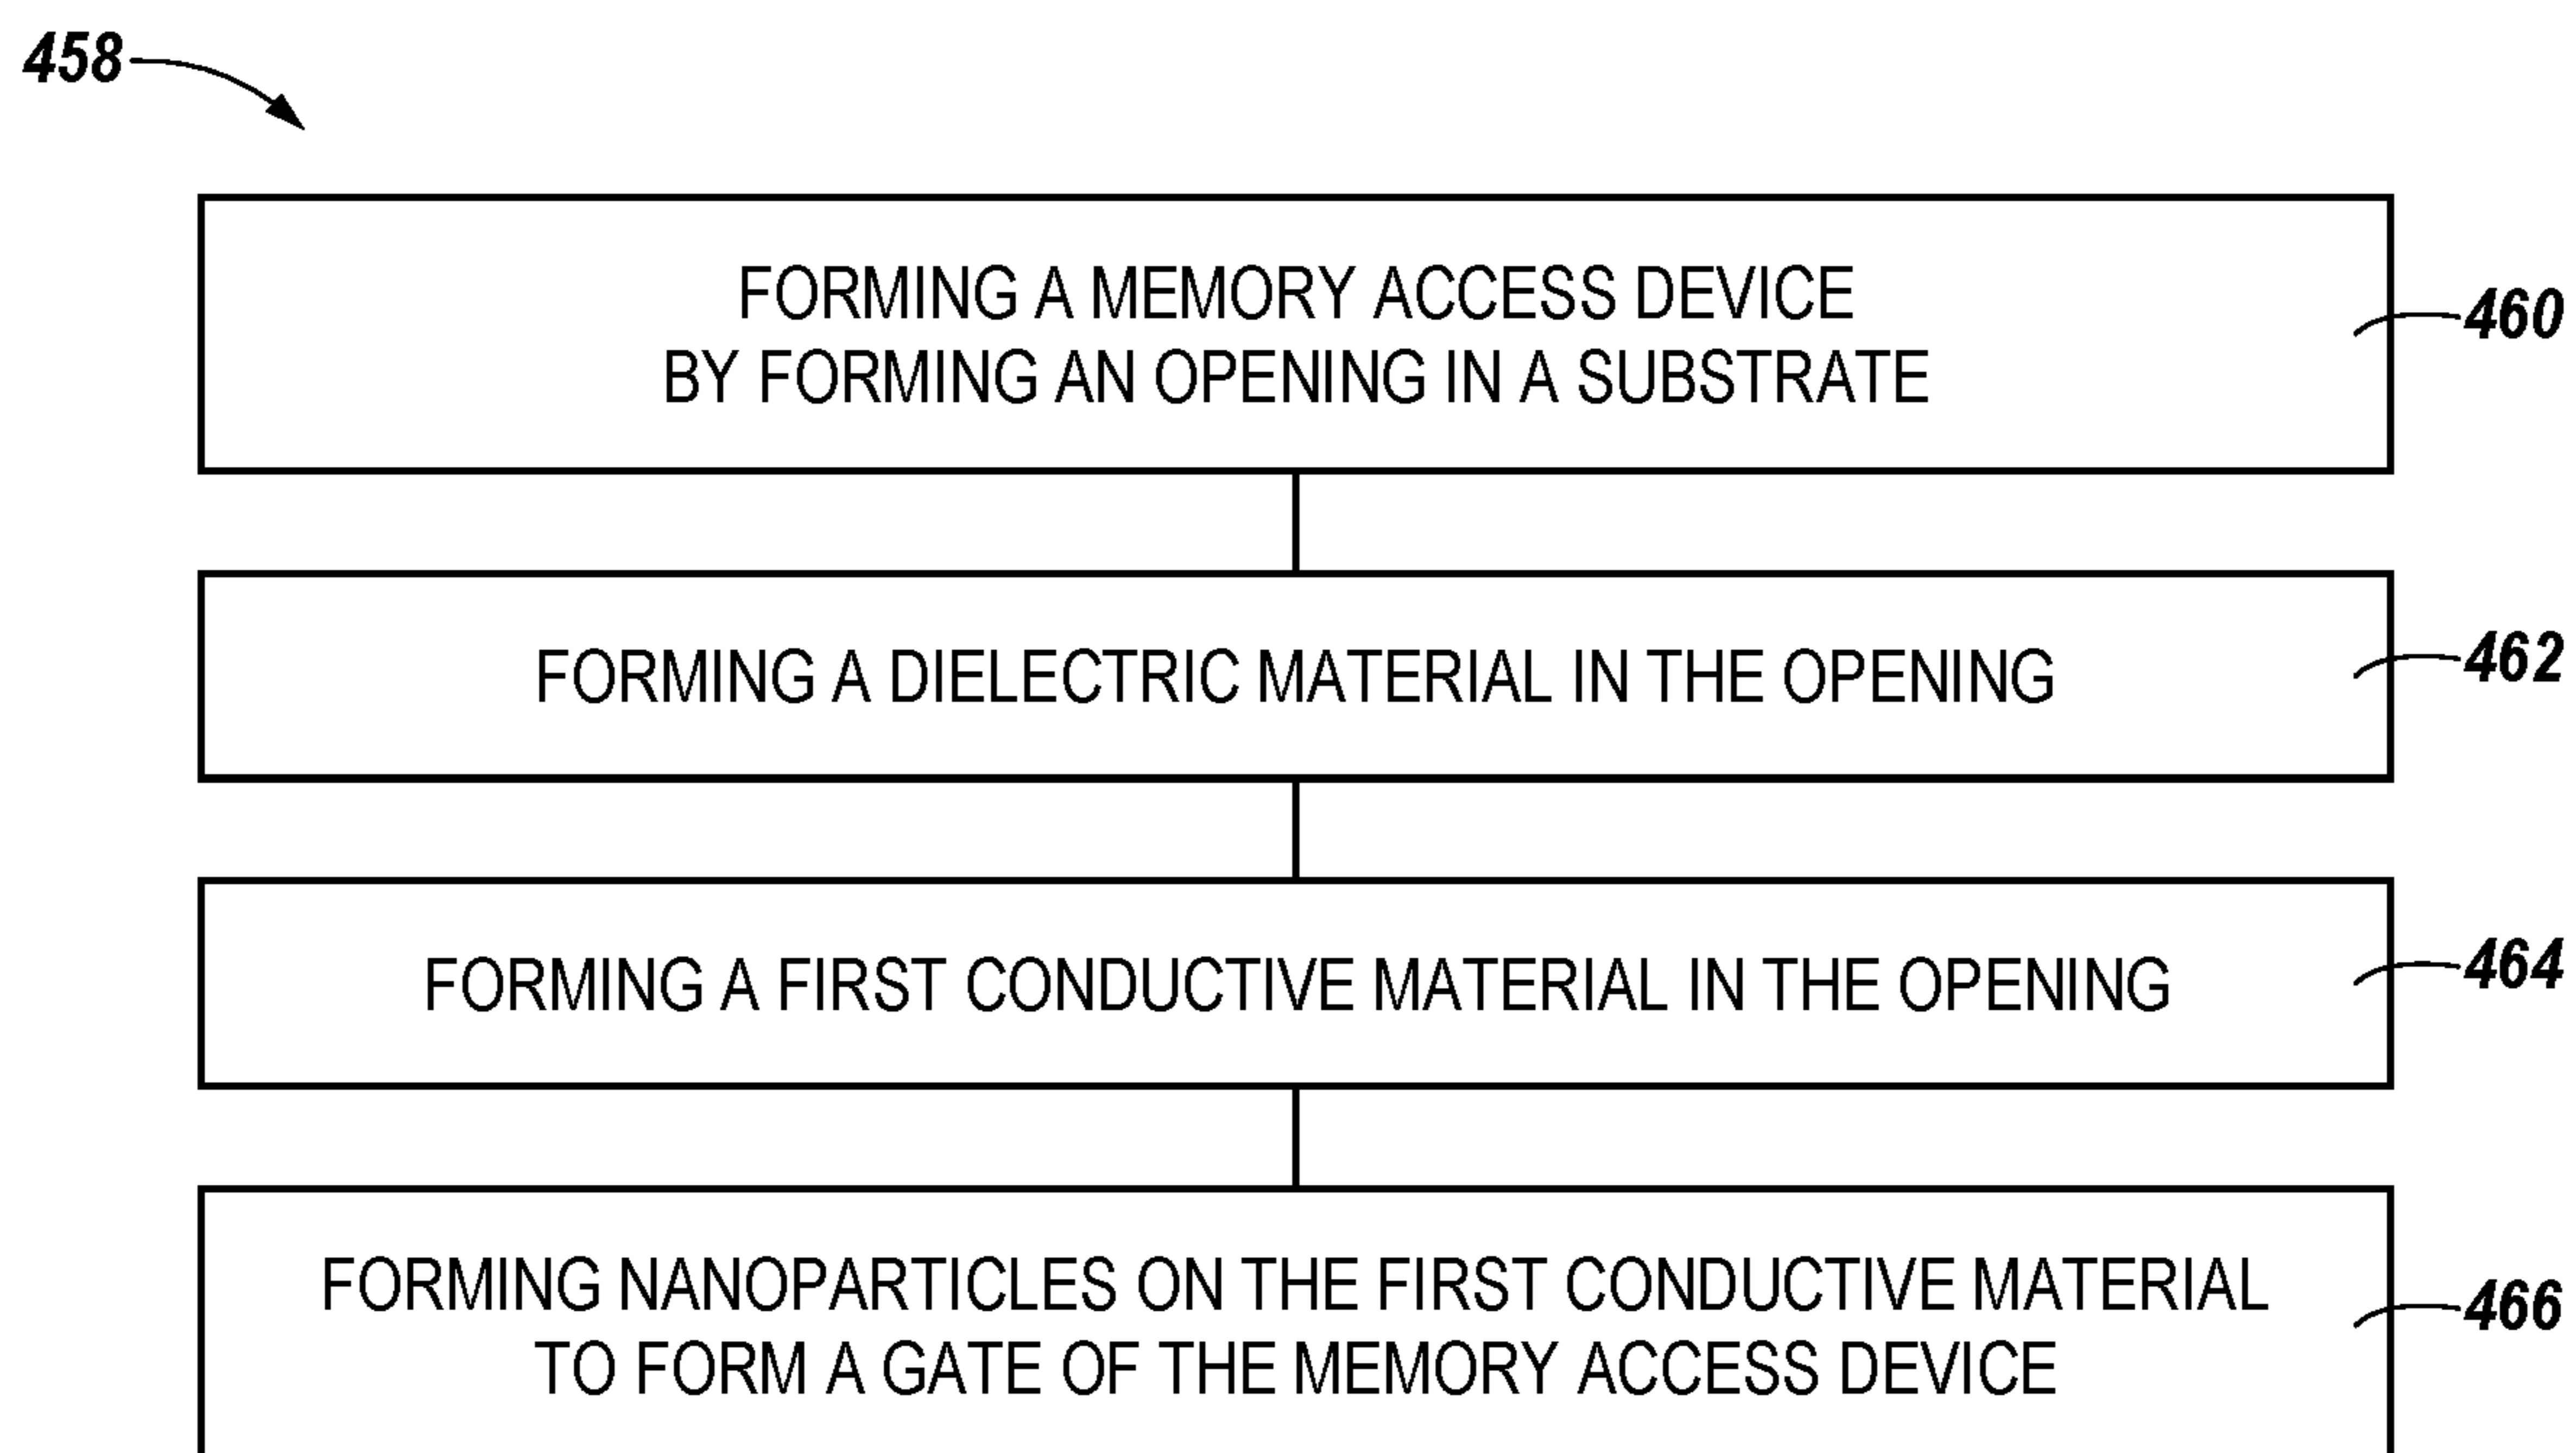 458
FORMING A MEMORY ACCESS DEVICE
BY FORMING AN OPENING IN A SUBSTRATE
460
FORMING A DIELECTRIC MATERIAL IN THE OPENING
462
FORMING A FIRST CONDUCTIVE MATERIAL IN THE OPENING
464
FORMING NANOPARTICLES ON THE FIRST CONDUCTIVE MATERIAL
TO FORM A GATE OF THE MEMORY ACCESS DEVICE
466